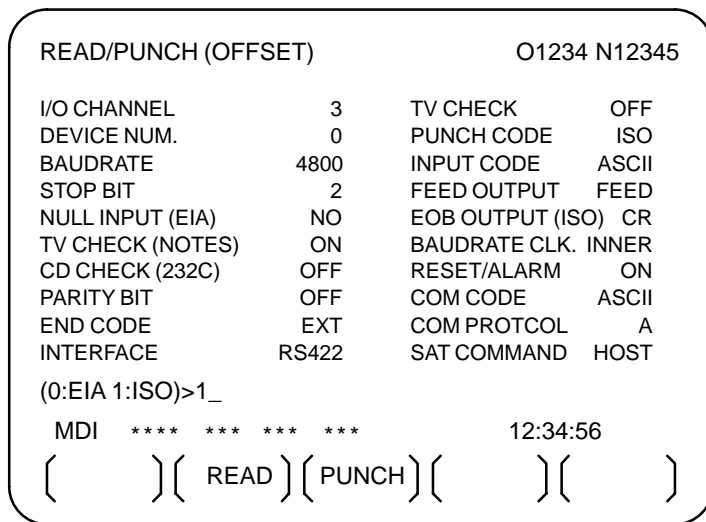 READ/PUNCH (OFFSET) O1234 N12345
I/O CHANNEL 3 TV CHECK OFF
DEVICE NUM. 0 PUNCH CODE ISO
BAUDRATE 4800 INPUT CODE ASCII
STOP BIT 2 FEED OUTPUT FEED
NULL INPUT (EIA) NO EOB OUTPUT (ISO) CR
TV CHECK (NOTES) ON BAUDRATE CLK. INNER
CD CHECK (232C) OFF RESET/ALARM ON
PARITY BIT OFF COM CODE ASCII
END CODE EXT COM PROTCOL A
INTERFACE RS422 SAT COMMAND HOST
(0:EIA 1:ISO)>1_
MDI **** *** *** *** 12:34:56
READ PUNCH